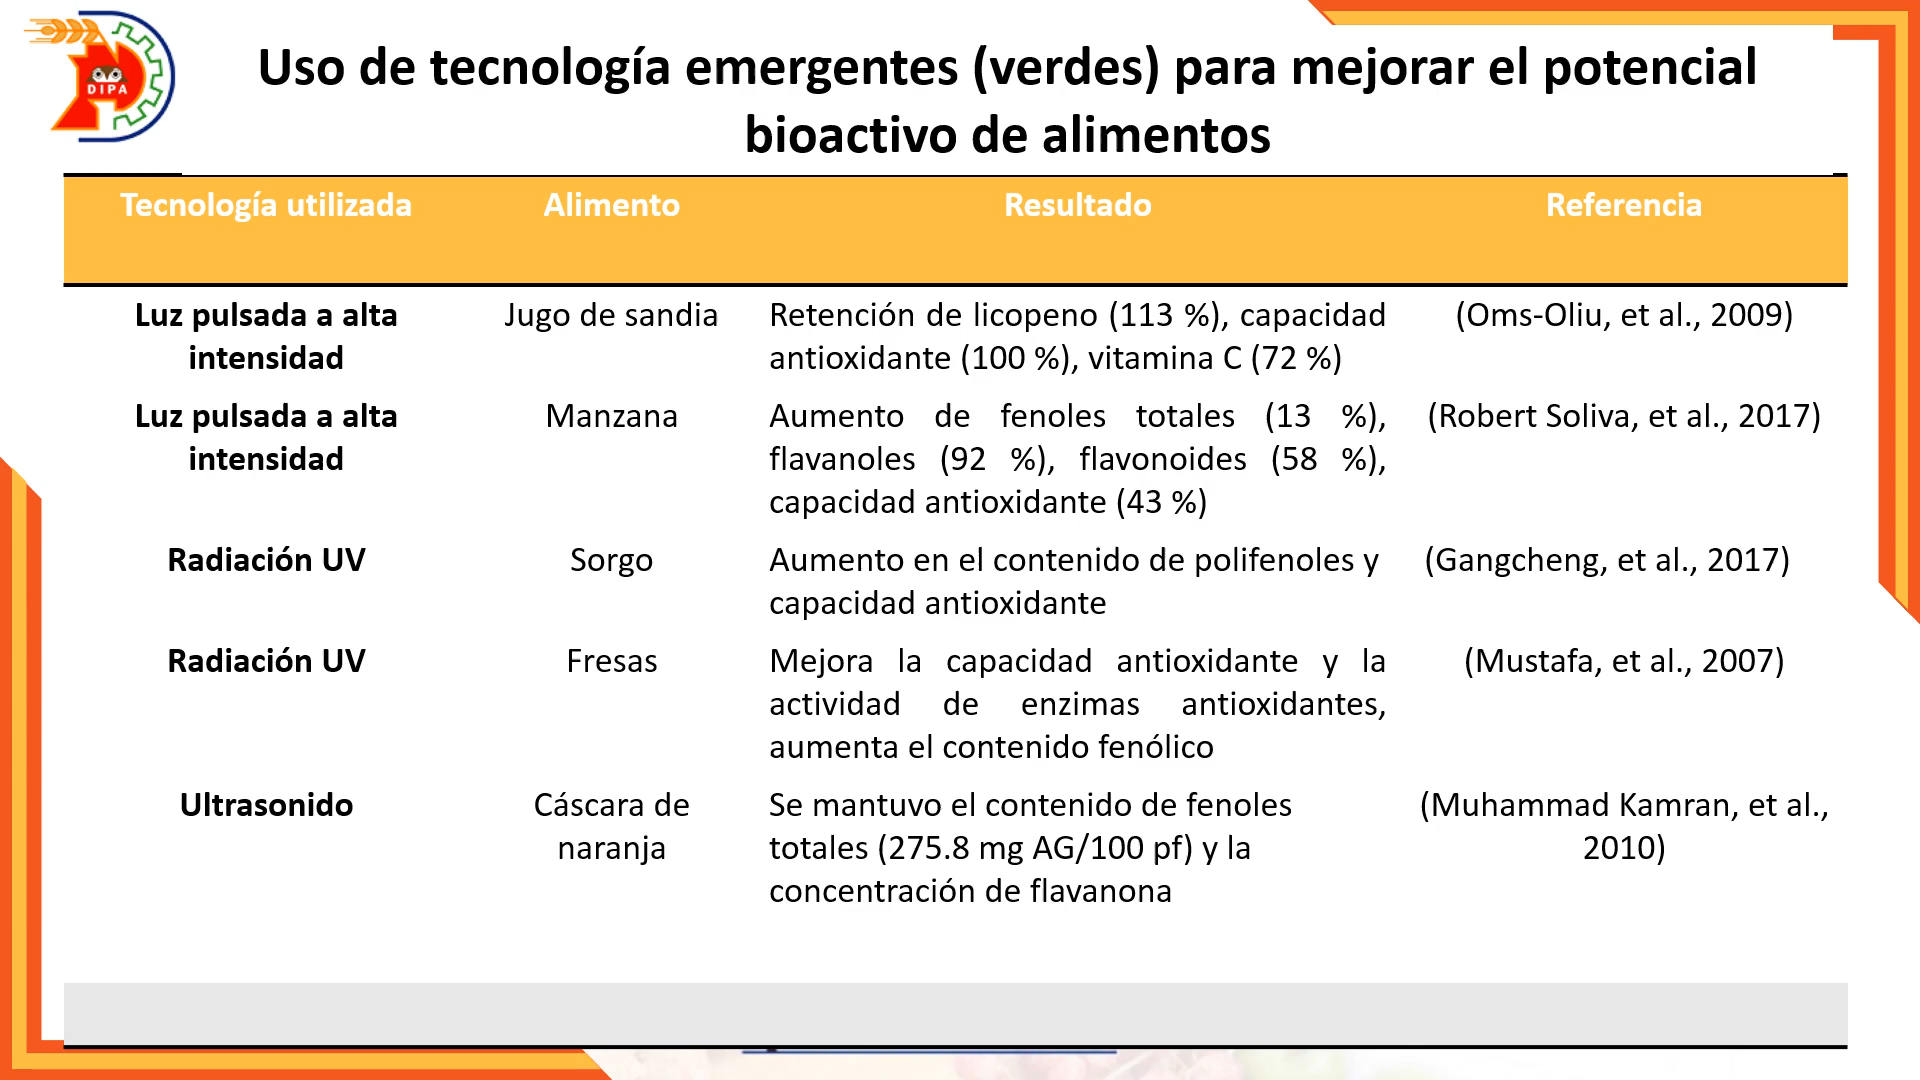 DIPA
Uso de tecnología emergentes (verdes) para mejorar el potencial
bioactivo de alimentos
Tecnología utilizada Alimento Resultado Referencia
Luz pulsada a alta
intensidad
Jugo de sandia
Retención de licopeno (113 %), capacidad
antioxidante (100 %), vitamina C (72 %)
(Oms-Oliu, et al., 2009)
Luz pulsada a alta
intensidad
Manzana
Aumento de fenoles totales (13 %),
flavanoles (92 %), flavonoides (58 %),
capacidad antioxidante (43 %)
(Robert Soliva, et al., 2017)
Radiación UV
Sorgo
Aumento en el contenido de polifenoles y
capacidad antioxidante
(Gangcheng, et al., 2017)
Radiación UV
Fresas
Mejora la capacidad antioxidante y la
actividad de enzimas antioxidantes,
aumenta el contenido fenólico
(Mustafa, et al., 2007)
Ultrasonido
Cáscara de
naranja
Se mantuvo el contenido de fenoles
totales (275.8 mg AG/100 pf) y la
concentración de flavanona
(Muhammad Kamran, et al.,
2010)